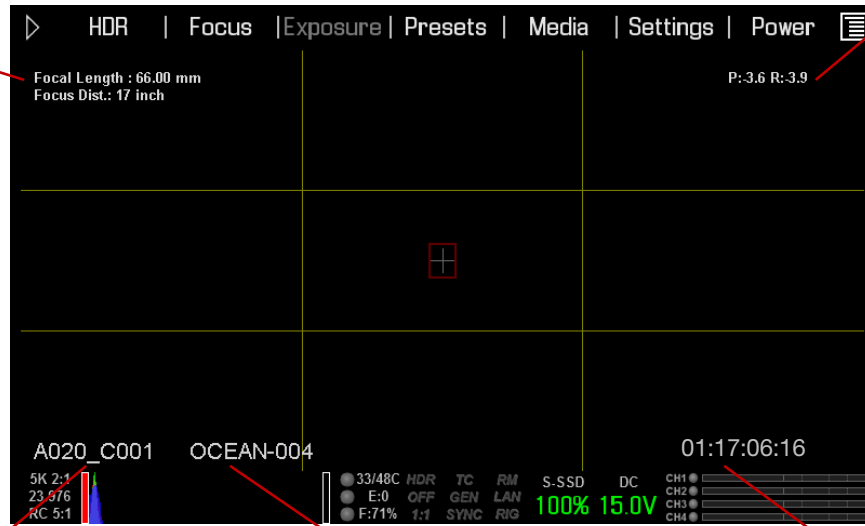 HDR | Focus | Exposure | Presets | Media | Settings | Power
Focal Length : 66.00 mm
Focus Dist.: 17 inch
P:-3.6 R:-3.9
A020_C001 OCEAN-004 01:17:06:16
5K 2:1
23.976
RC 5:1
33/48C HDR TC RM
E:0 OFF GEN LAN
F:71% 1:1 SYNC RIG
S-SSD
100%
DC
15.0V
CH1
CH2
CH3
CH4